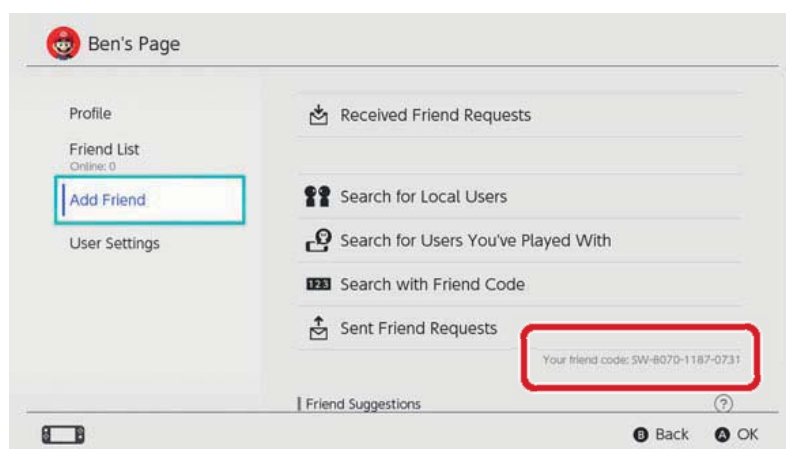 Ben's Page
Profile
Friend List
Online: 0
Add Friend
User Settings
Received Friend Requests
Search for Local Users
Search for Users You've Played With
123 Search with Friend Code
Sent Friend Requests
Your friend code: SW-8070-1187-0731
Friend Suggestions ?
B Back A OK